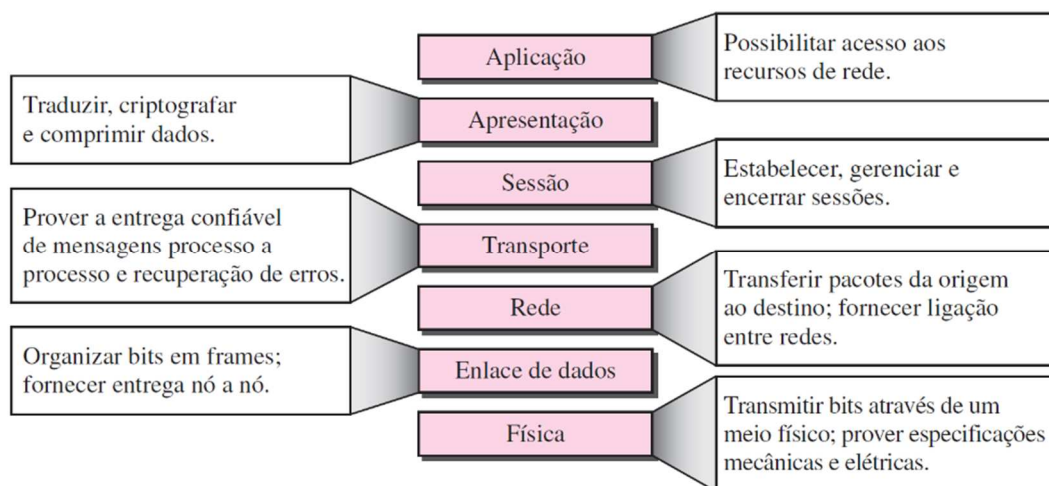 Aplicação
Possibilitar acesso aos
recursos de rede.
Traduzir, criptografar
e comprimir dados.
Apresentação
Sessão
Estabelecer, gerenciar e
encerrar sessões.
Prover a entrega confiável
de mensagens processo a
processo e recuperação de erros.
Transporte
Rede
Transferir pacotes da origem
ao destino; fornecer ligação
entre redes.
Organizar bits em frames;
fornecer entrega nó a nó.
Enlace de dados
Física
Transmitir bits através de um
meio físico; prover especificações
mecânicas e elétricas.